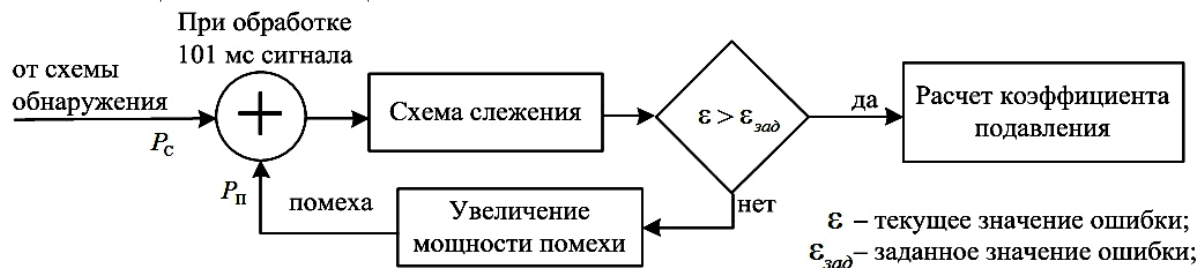 При обработке
101 мс сигнала
от схемы
обнаружения
Pс
+
Схема слежения
ε > εзад
да
Расчет коэффициента
подавления
Pп
помеха
Увеличение
мощности помехи
нет
ε – текущее значение ошибки;
εзад – заданное значение ошибки;